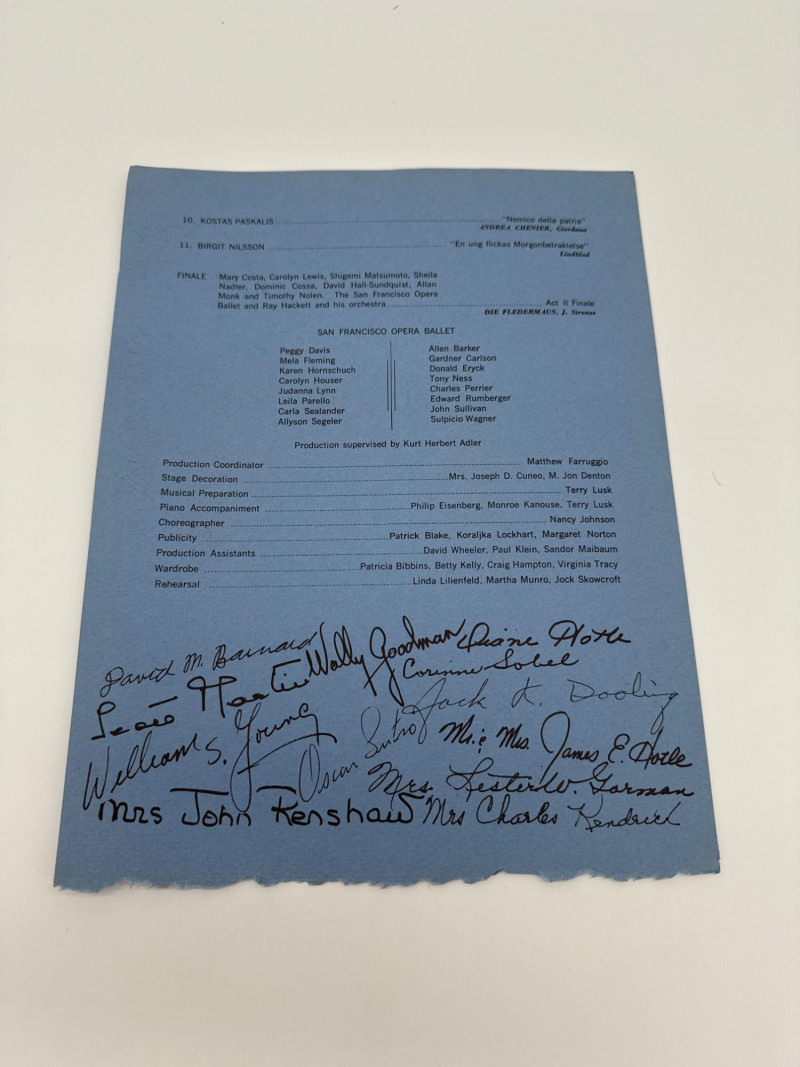 10. KOSTAS PASKALIS "Nemico della patria"
ANDREA CHENIER, Giordano
11. BIRGIT NILSSON "En ung flickas Morgonbetraktelse"
Lindblad
FINALE Mary Costa, Carolyn Lewis, Shigemi Matsumoto, Sheila
Nadler, Dominic Cossa, David Hall-Sundquist, Allan
Monk and Timothy Nolen. The San Francisco Opera
Ballet and Ray Hackett and his orchestra Act II Finale
DIE FLEDERMAUS, J. Strauss
SAN FRANCISCO OPERA BALLET
Peggy Davis Allen Barker
Mela Fleming Gardner Carlson
Karen Hornschuch Donald Eryck
Carolyn Houser Tony Ness
Judanna Lynn Charles Perrier
Leila Parello Edward Rumberger
Carla Sealander John Sullivan
Allyson Segeler Sulpicio Wagner
Production supervised by Kurt Herbert Adler
Production Coordinator Matthew Farruggio
Stage Decoration Mrs. Joseph D. Cuneo, M. Jon Denton
Musical Preparation Terry Lusk
Piano Accompaniment Philip Eisenberg, Monroe Kanouse, Terry Lusk
Choreographer Nancy Johnson
Publicity Patrick Blake, Koraljka Lockhart, Margaret Norton
Production Assistants David Wheeler, Paul Klein, Sandor Maibaum
Wardrobe Patricia Bibbins, Betty Kelly, Craig Hampton, Virginia Tracy
Rehearsal Linda Lilienfeld, Martha Munro, Jock Skowcroft
David M. Barnard Wally Goodman Diane Hotle
Corinne Sobel
William S. Young Oscar Sutro Jack K. Dooling
Mr. & Mrs. James E. Hotle
Mrs. Lester W. Gorman
Mrs John Renshaw Mrs Charles Kendrick